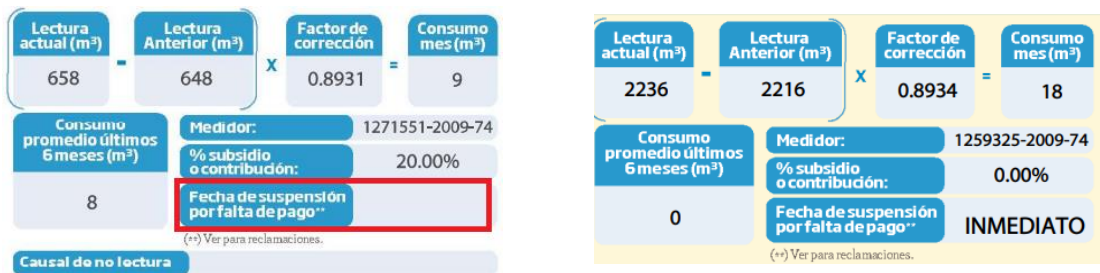 Lectura actual (m³)
Lectura Anterior (m³)
Factor de corrección
Consumo mes (m³)
658 - 648 X 0.8931 = 9
Consumo promedio últimos 6 meses (m³)
8
Medidor: 1271551-2009-74
% subsidio o contribución: 20.00%
Fecha de suspensión por falta de pago**
(**) Ver para reclamaciones.
Causal de no lectura
Lectura actual (m³)
Lectura Anterior (m³)
Factor de corrección
Consumo mes (m³)
2236 - 2216 X 0.8934 = 18
Consumo promedio últimos 6 meses (m³)
0
Medidor: 1259325-2009-74
% subsidio o contribución: 0.00%
Fecha de suspensión por falta de pago** INMEDIATO
(**) Ver para reclamaciones.